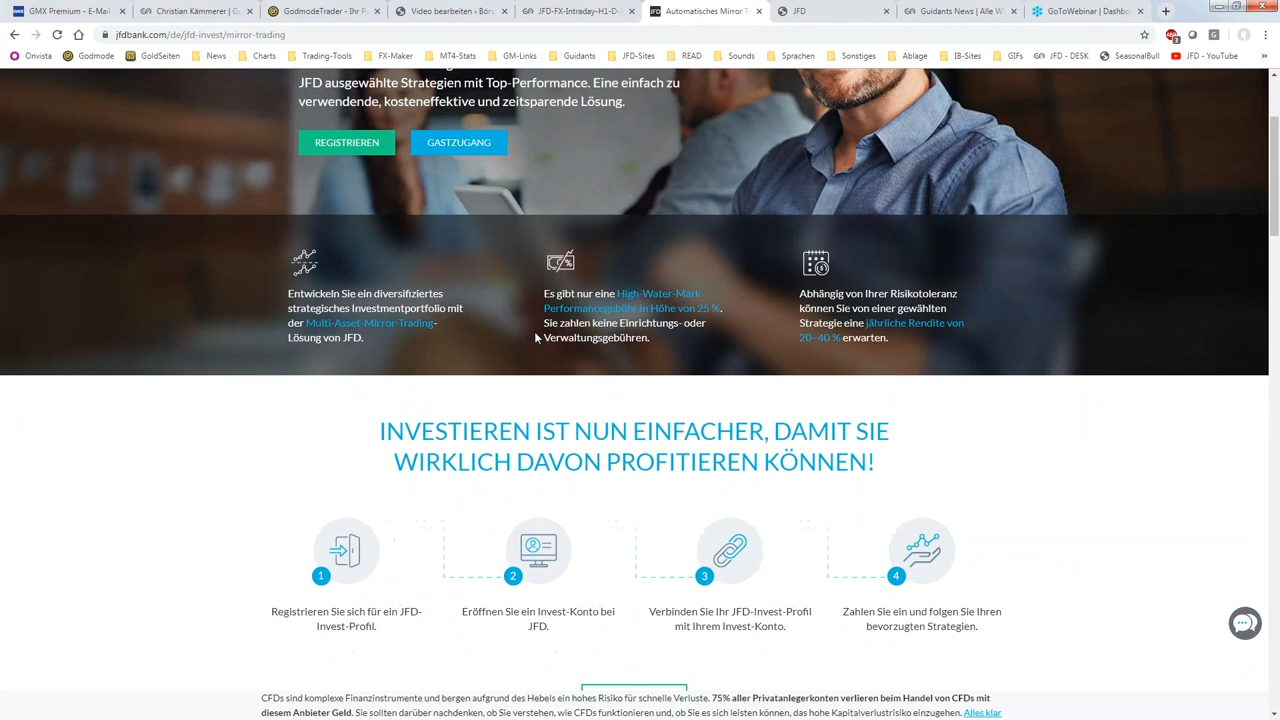 GMX Premium - E-Mail
Christian Kämmerer | G
GodmodeTrader - Ihr P
Video bearbeiten ‹ Börs
JFD-FX-Intraday-H1-D-
Automatisches Mirror T
JFD
Guidants News | Alle W
GoToWebinar | Dashbo
jfdbank.com/de/jfd-invest/mirror-trading
Onvista
Godmode
GoldSeiten
News
Charts
Trading-Tools
FX-Maker
MT4-Stats
GM-Links
Guidants
JFD-Sites
READ
Sounds
Sprachen
Sonstiges
Ablage
IB-Sites
GIFs
JFD - DESK
SeasonalBull
JFD - YouTube
JFD ausgewählte Strategien mit Top-Performance. Eine einfach zu
verwendende, kosteneffektive und zeitsparende Lösung.
REGISTRIEREN
GASTZUGANG
Entwickeln Sie ein diversifiziertes
strategisches Investmentportfolio mit
der Multi-Asset-Mirror-Trading-
Lösung von JFD.
Es gibt nur eine High-Water-Mark-
Performancegebühr in Höhe von 25 %.
Sie zahlen keine Einrichtungs- oder
Verwaltungsgebühren.
Abhängig von Ihrer Risikotoleranz
können Sie von einer gewählten
Strategie eine jährliche Rendite von
20–40 % erwarten.
INVESTIEREN IST NUN EINFACHER, DAMIT SIE
WIRKLICH DAVON PROFITIEREN KÖNNEN!
1
Registrieren Sie sich für ein JFD-
Invest-Profil.
2
Eröffnen Sie ein Invest-Konto bei
JFD.
3
Verbinden Sie Ihr JFD-Invest-Profil
mit Ihrem Invest-Konto.
4
Zahlen Sie ein und folgen Sie Ihren
bevorzugten Strategien.
CFDs sind komplexe Finanzinstrumente und bergen aufgrund des Hebels ein hohes Risiko für schnelle Verluste. 75% aller Privatanlegerkonten verlieren beim Handel von CFDs mit
diesem Anbieter Geld. Sie sollten darüber nachdenken, ob Sie verstehen, wie CFDs funktionieren und, ob Sie es sich leisten können, das hohe Kapitalverlustrisiko einzugehen. Alles klar